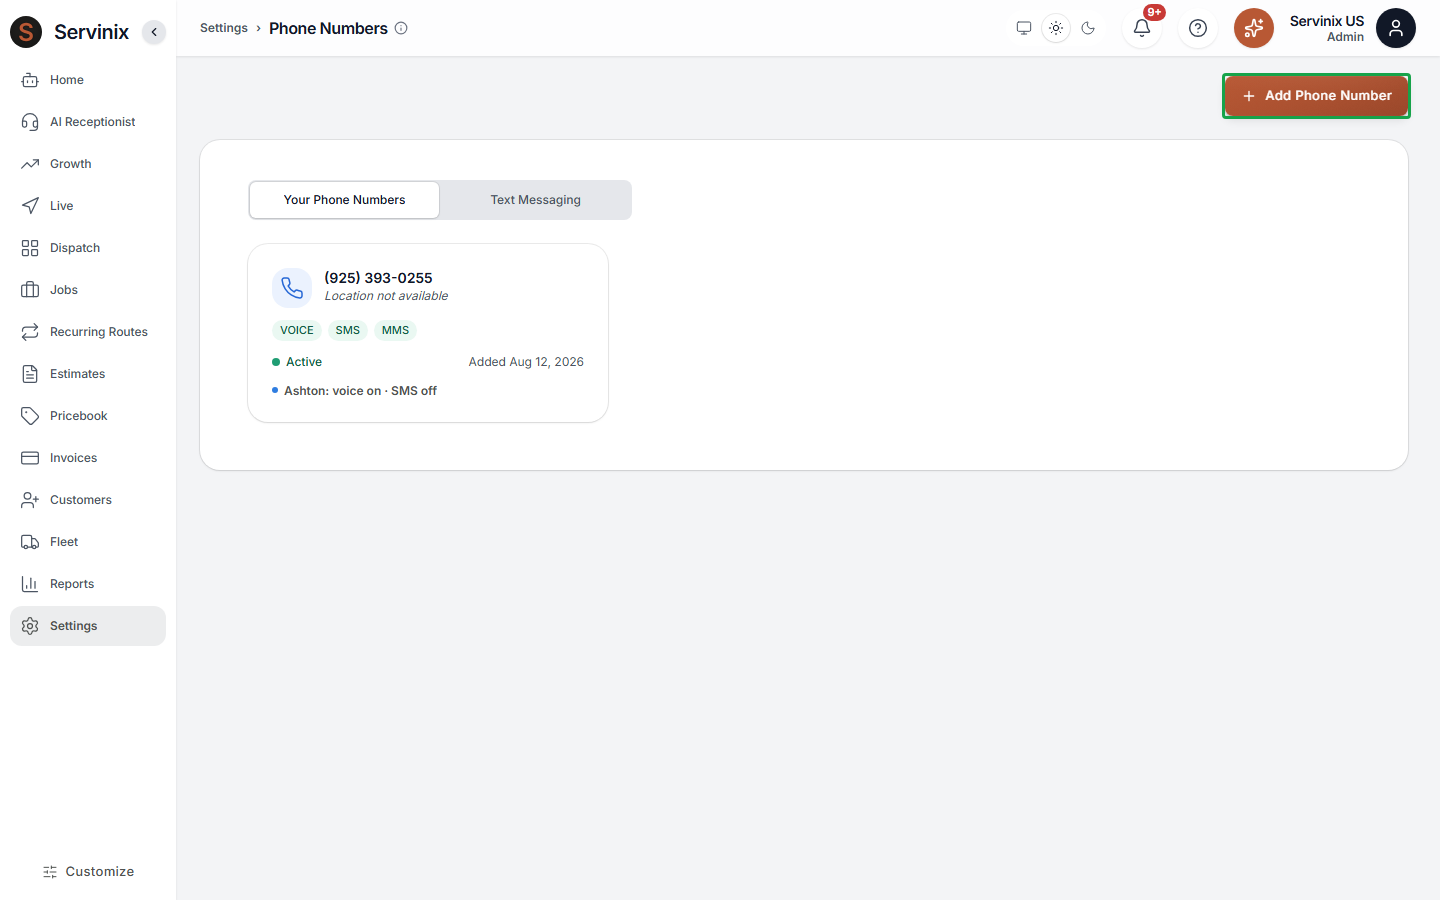 S Servinix
Settings › Phone Numbers
9+
Servinix US
Admin
Home
AI Receptionist
Growth
Live
Dispatch
Jobs
Recurring Routes
Estimates
Pricebook
Invoices
Customers
Fleet
Reports
Settings
Customize
+ Add Phone Number
Your Phone Numbers
Text Messaging
(925) 393-0255
Location not available
VOICE SMS MMS
Active Added Aug 12, 2026
Ashton: voice on · SMS off